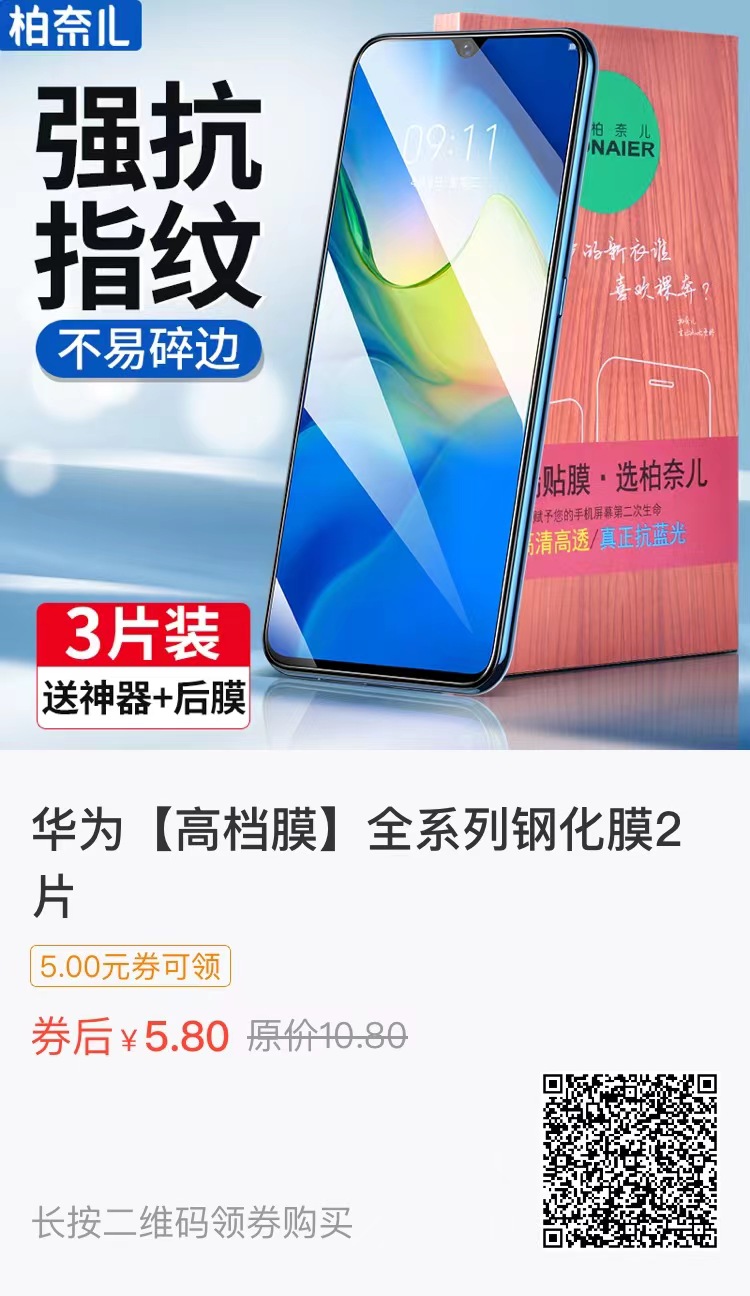 柏奈儿
强抗
指纹
不易碎边
09:11
柏奈儿
NAIER
的新衣谁
喜欢裸奔？
贴膜·选柏奈儿
赋予您的手机屏幕第二次生命
高清高透/真正抗蓝光
3片装
送神器+后膜
华为【高档膜】全系列钢化膜2
片
5.00元券可领
券后¥5.80 原价10.80
长按二维码领券购买